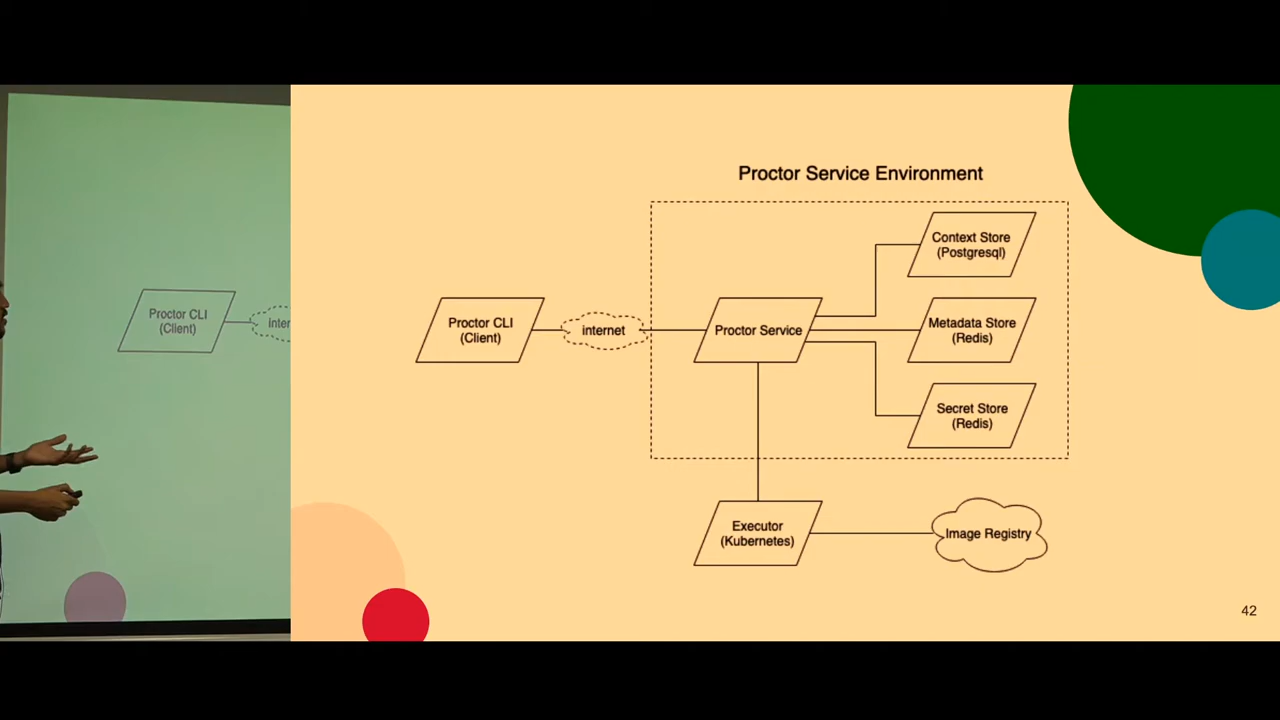 Proctor CLI
(Client)
Proctor Service Environment
Proctor CLI
(Client)
internet
Proctor Service
Context Store
(Postgresql)
Metadata Store
(Redis)
Secret Store
(Redis)
Executor
(Kubernetes)
Image Registry
42